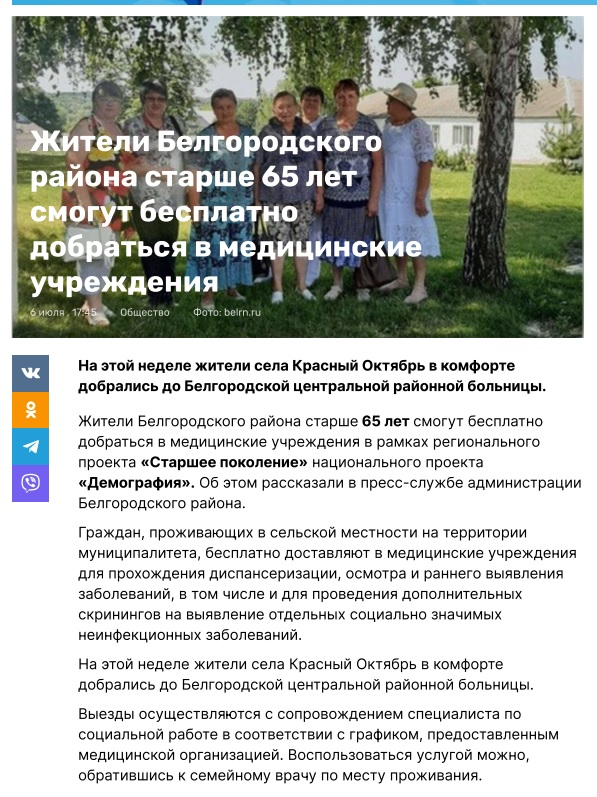 Жители Белгородского
района старше 65 лет
смогут бесплатно
добраться в медицинские
учреждения
6 июля , 17:45 Общество Фото: belrn.ru
На этой неделе жители села Красный Октябрь в комфорте
добрались до Белгородской центральной районной больницы.
Жители Белгородского района старше 65 лет смогут бесплатно
добраться в медицинские учреждения в рамках регионального
проекта «Старшее поколение» национального проекта
«Демография». Об этом рассказали в пресс-службе администрации
Белгородского района.
Граждан, проживающих в сельской местности на территории
муниципалитета, бесплатно доставляют в медицинские учреждения
для прохождения диспансеризации, осмотра и раннего выявления
заболеваний, в том числе и для проведения дополнительных
скринингов на выявление отдельных социально значимых
неинфекционных заболеваний.
На этой неделе жители села Красный Октябрь в комфорте
добрались до Белгородской центральной районной больницы.
Выезды осуществляются с сопровождением специалиста по
социальной работе в соответствии с графиком, предоставленным
медицинской организацией. Воспользоваться услугой можно,
обратившись к семейному врачу по месту проживания.